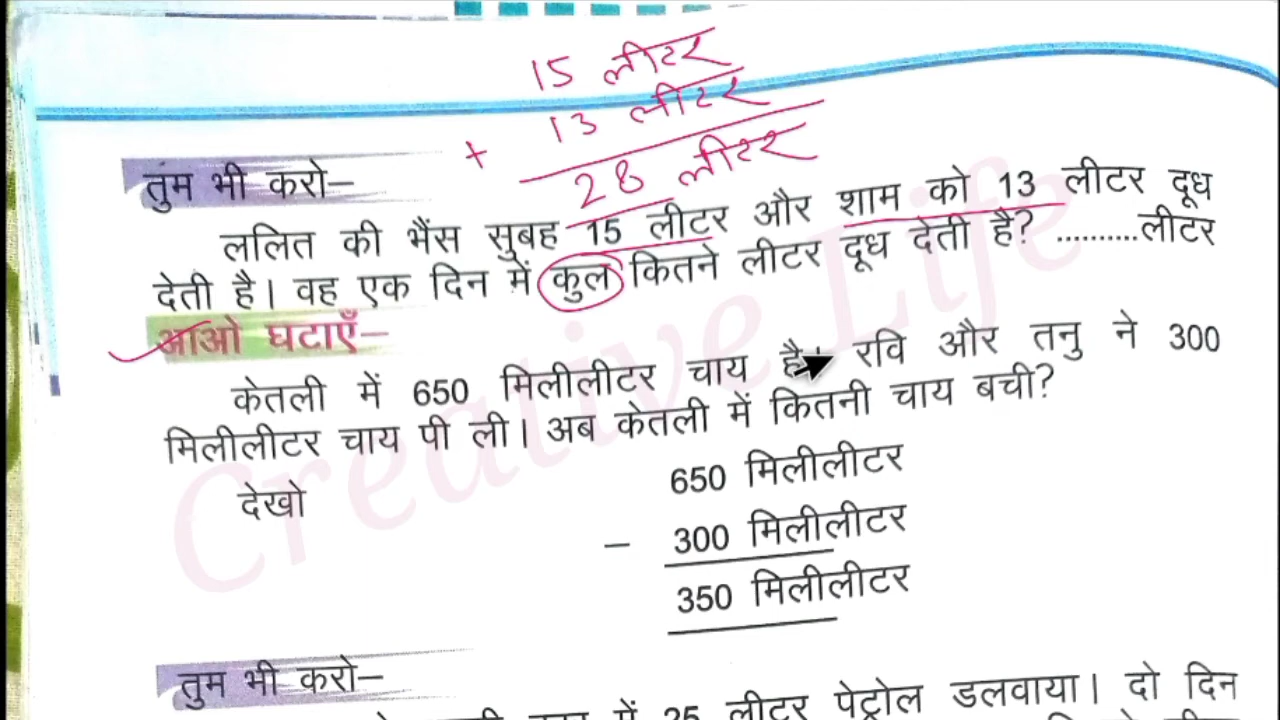 15 लीटर
13 लीटर
+
28 लीटर
तुम भी करो–
ललित की भैंस सुबह 15 लीटर और शाम को 13 लीटर दूध
देती है। वह एक दिन में कुल कितने लीटर दूध देती है? ..........लीटर
आओ घटाएँ–
केतली में 650 मिलीलीटर चाय है। रवि और तनु ने 300
मिलीलीटर चाय पी ली। अब केतली में कितनी चाय बची?
देखो
650 मिलीलीटर
– 300 मिलीलीटर
350 मिलीलीटर
तुम भी करो–
में 25 लीटर पेट्रोल डलवाया। दो दिन
Creative Life